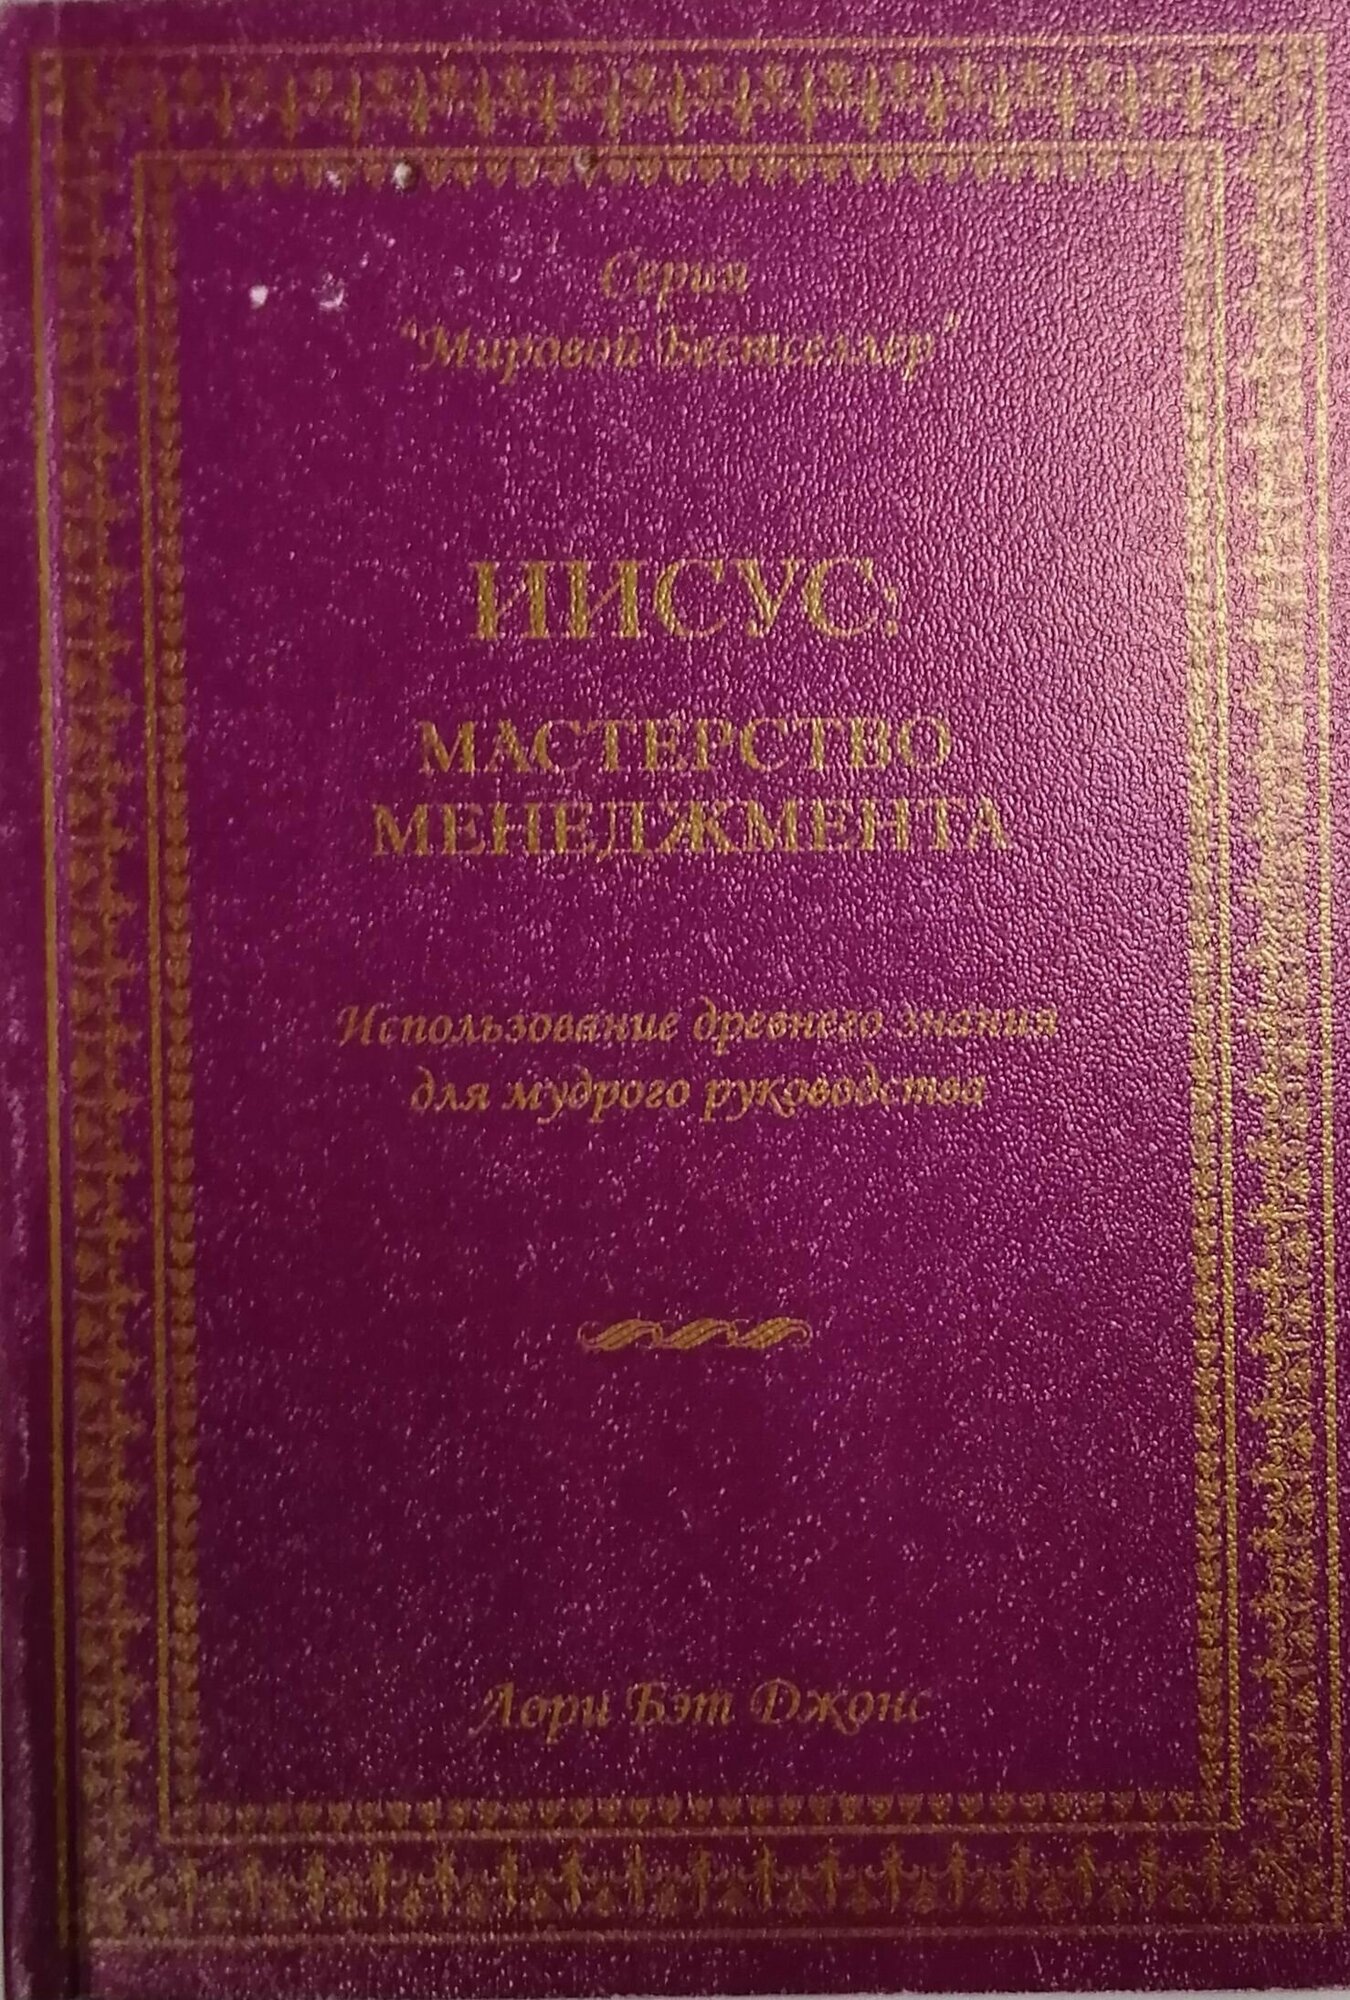 Серия
"Мировой Бестселлер"
ИИСУС:
МАСТЕРСТВО
МЕНЕДЖМЕНТА
Использование древнего знания
для мудрого руководства
Лори Бэт Джонс